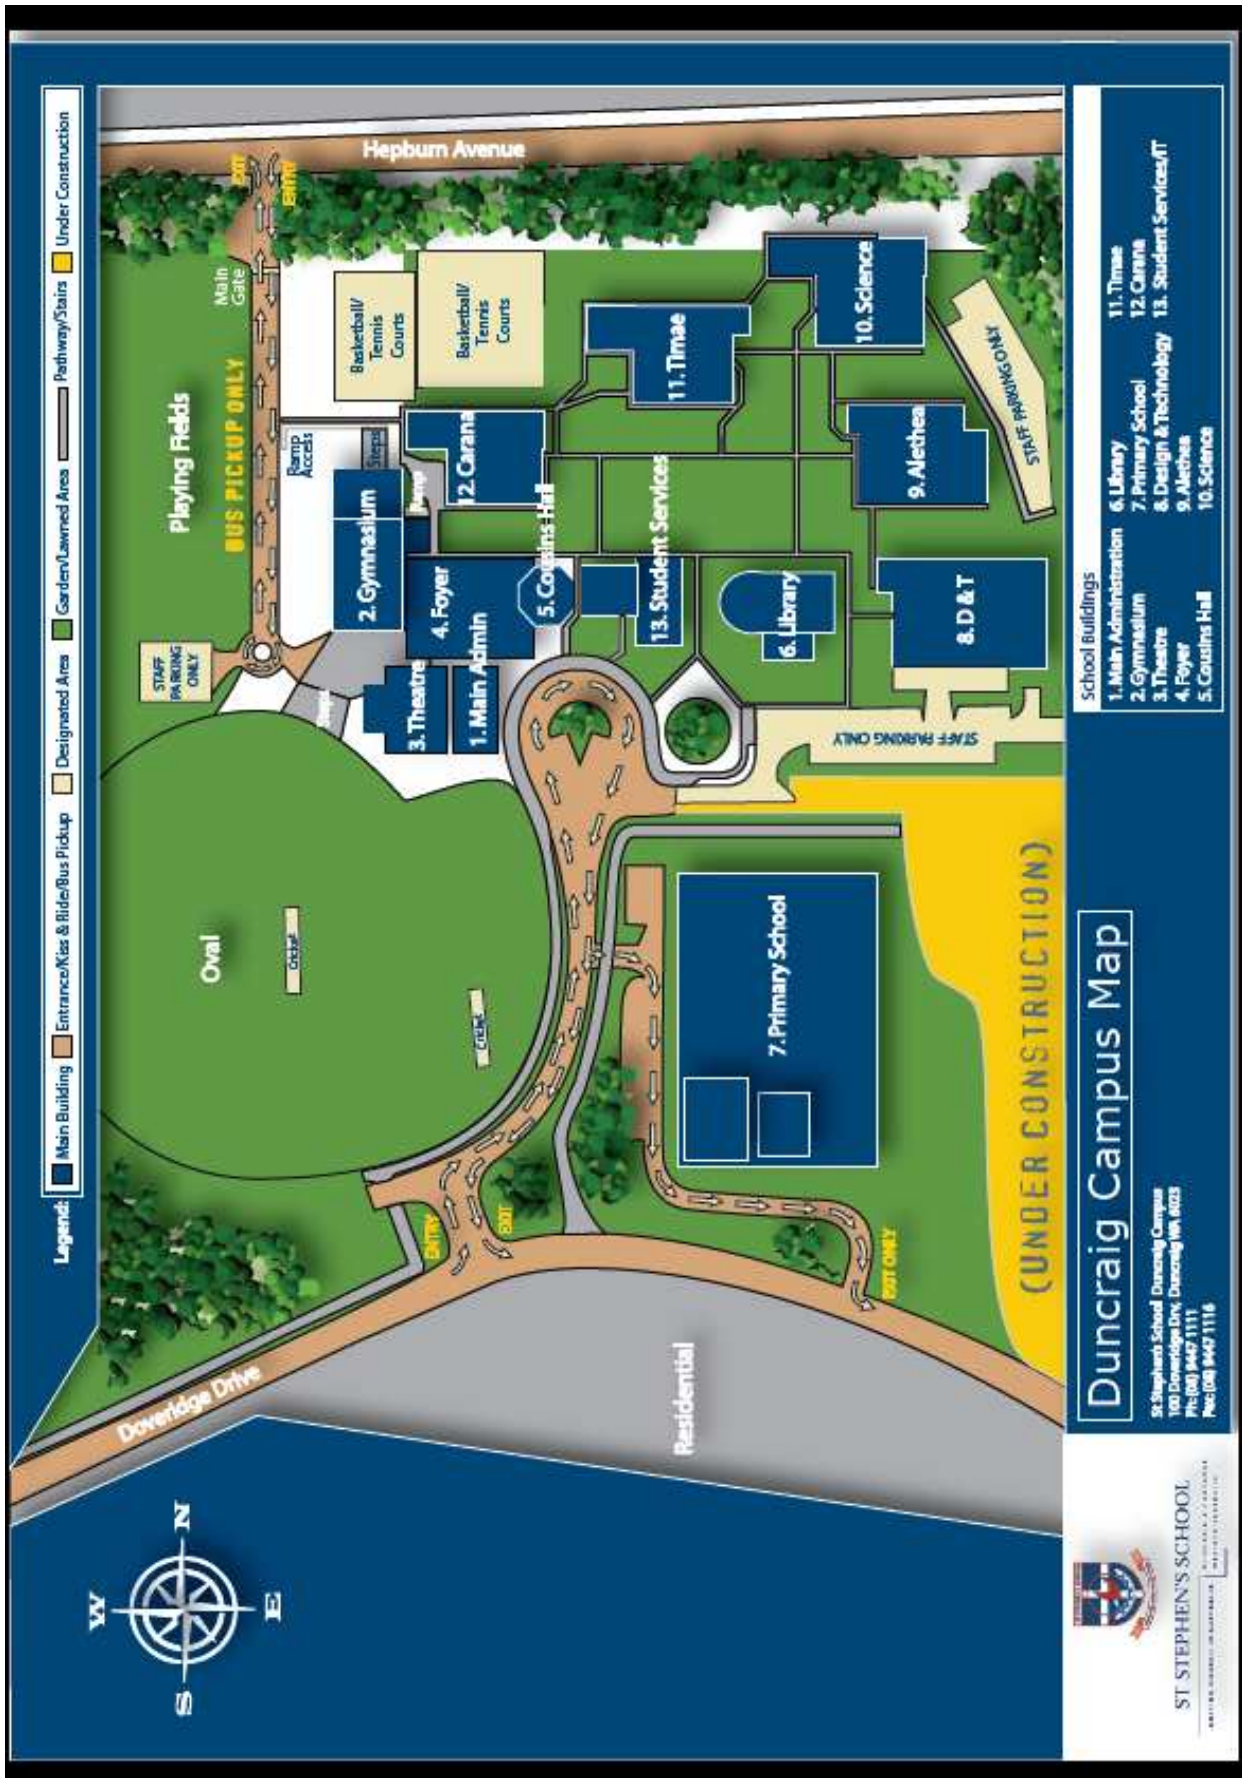 Legend:
Main Building
Entrance/Kiss & Ride/Bus Pickup
Designated Area
Garden/Lawned Area
Pathway/Stairs
Under Construction
Hepburn Avenue
EXIT
ENTRY
Main
Gate
BUS PICKUP ONLY
Playing Fields
Basketball/
Tennis
Courts
Basketball/
Tennis
Courts
Ramp
Access
Steps
Ramp
2. Gymnasium
12. Carana
11. Timae
10. Science
STAFF PARKING ONLY
9. Alethea
5. Cousins Hall
4. Foyer
13. Student Services
6. Library
8. D & T
STAFF
PARKING
ONLY
Steps
3. Theatre
1. Main Admin
STAFF PARKING ONLY
Oval
Cricket
Cricket
7. Primary School
(UNDER CONSTRUCTION)
ENTRY
EXIT
EXIT ONLY
Doveridge Drive
Residential
N
W
E
S
School Buildings
1. Main Administration
2. Gymnasium
3. Theatre
4. Foyer
5. Cousins Hall
6. Library
7. Primary School
8. Design & Technology
9. Alethea
10. Science
11. Timae
12. Carana
13. Student Services/IT
Duncraig Campus Map
St Stephen's School Duncraig Campus
100 Doveridge Drv, Duncraig WA 6023
Ph: (08) 9447 1111
Fax: (08) 9447 1116
ST STEPHEN'S SCHOOL